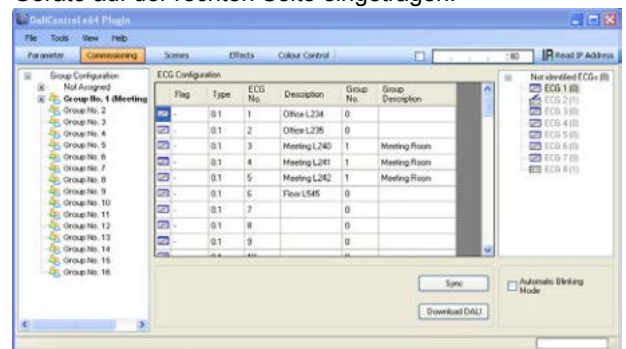 Geräte auf der rechten Seite eingetragen.
DaliControl e64 Plugin
File Tools View Help
Parameter Commissioning Scenes Effects Colour Control : 80 Read IP Address
Group Configuration
Not Assigned
Group No. 1 (Meeting
Group No. 2
Group No. 3
Group No. 4
Group No. 5
Group No. 6
Group No. 7
Group No. 8
Group No. 9
Group No. 10
Group No. 11
Group No. 12
Group No. 13
Group No. 14
Group No. 15
Group No. 16
ECG Configuration
Flag Type ECG No. Description Group No. Group Description
- 0.1 1 Office L234 0
- 0.1 2 Office L235 0
- 0.1 3 Meeting L240 1 Meeting Room
- 0.1 4 Meeting L241 1 Meeting Room
- 0.1 5 Meeting L242 1 Meeting Room
- 0.1 6 Floor L545 0
- 0.1 7 0
- 0.1 8 0
- 0.1 9 0
Sync
Download DALI
Not identified ECGs (8)
ECG 1 (0)
ECG 2 (1)
ECG 3 (0)
ECG 4 (0)
ECG 5 (0)
ECG 6 (0)
ECG 7 (0)
ECG 8 (1)
Automatic Blinking
Mode